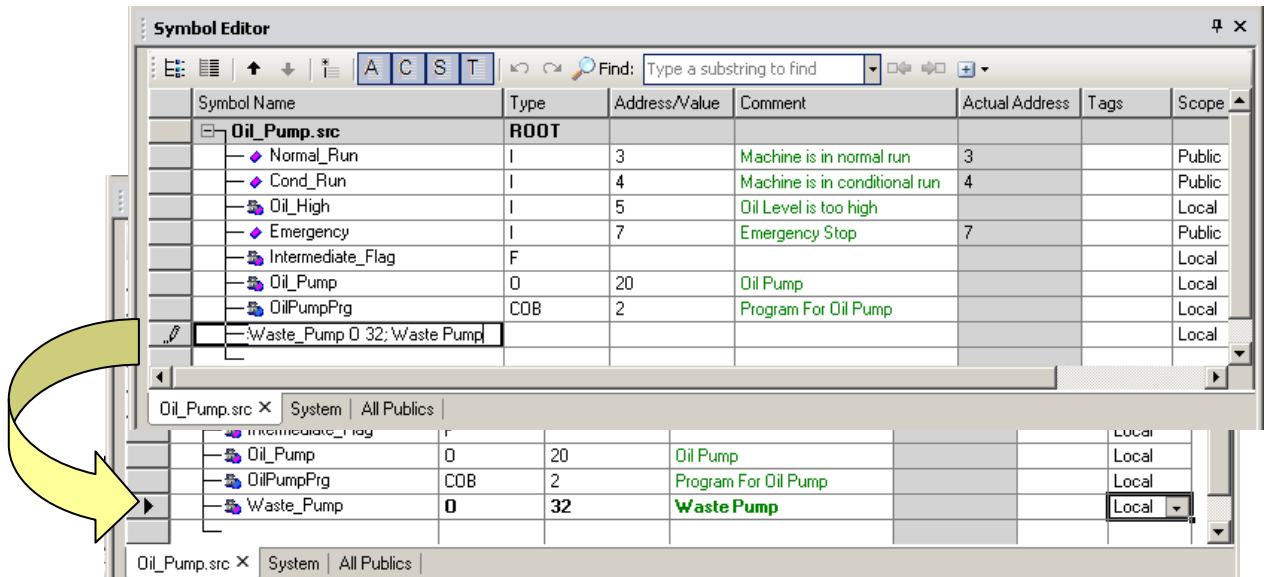 Symbol Editor
A C S T Find: Type a substring to find
Symbol Name Type Address/Value Comment Actual Address Tags Scope
Oil_Pump.src ROOT
Normal_Run I 3 Machine is in normal run 3 Public
Cond_Run I 4 Machine is in conditional run 4 Public
Oil_High I 5 Oil Level is too high Local
Emergency I 7 Emergency Stop 7 Public
Intermediate_Flag F Local
Oil_Pump O 20 Oil Pump Local
OilPumpPrg COB 2 Program For Oil Pump Local
Waste_Pump O 32; Waste Pump Local
Oil_Pump.src System All Publics
Intermediate_Flag F Local
Oil_Pump O 20 Oil Pump Local
OilPumpPrg COB 2 Program For Oil Pump Local
Waste_Pump O 32 Waste Pump Local
Oil_Pump.src System All Publics